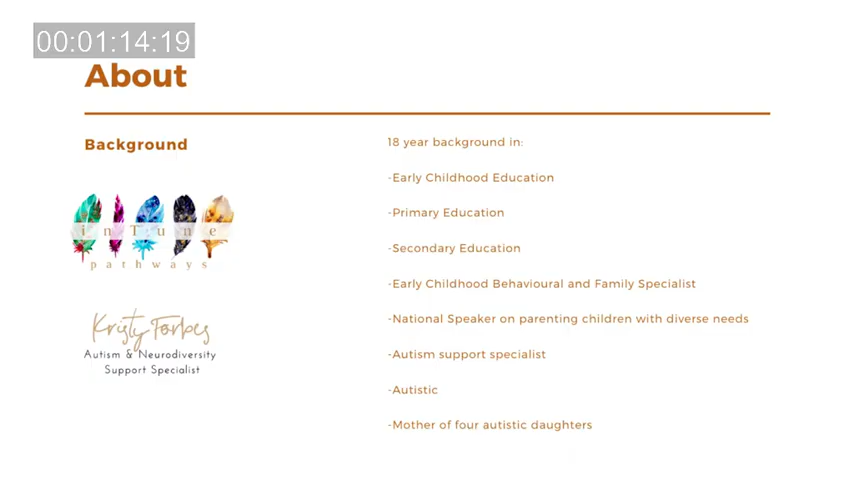 00:01:14:19
About
Background
inTune
pathways
Kristy Forbes
Autism & Neurodiversity
Support Specialist
18 year background in:
-Early Childhood Education
-Primary Education
-Secondary Education
-Early Childhood Behavioural and Family Specialist
-National Speaker on parenting children with diverse needs
-Autism support specialist
-Autistic
-Mother of four autistic daughters